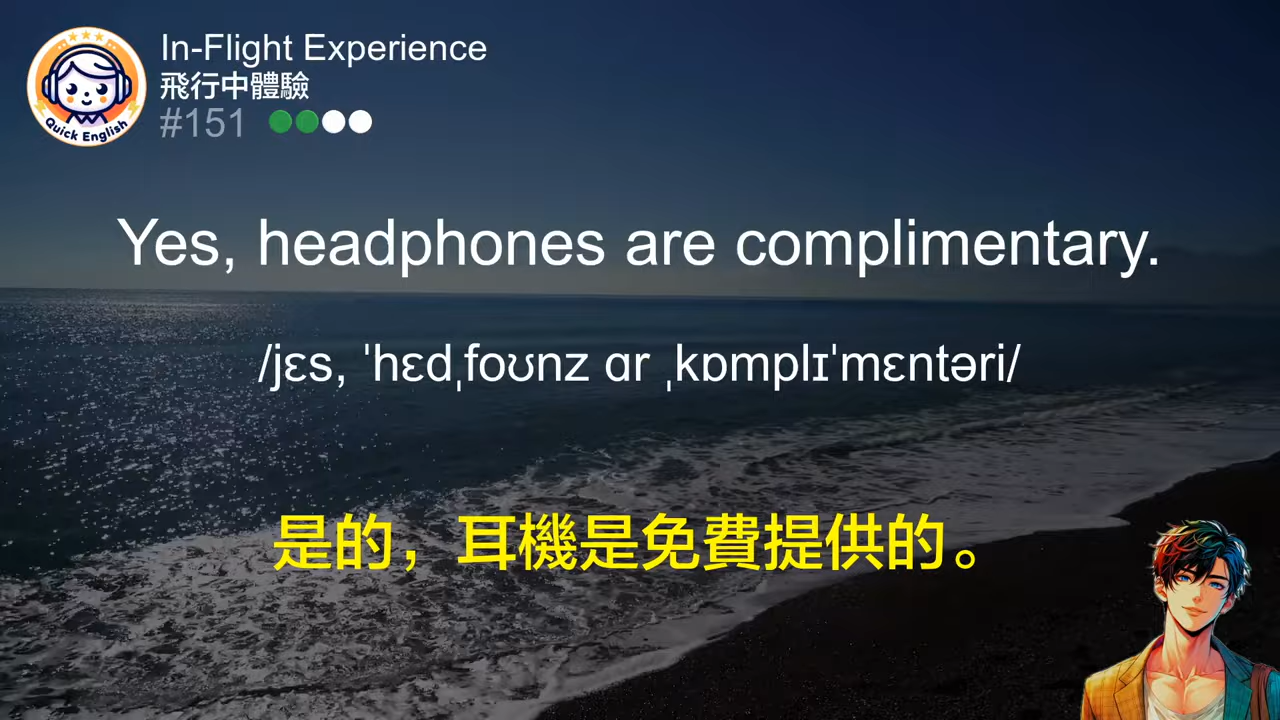 In-Flight Experience
飛行中體驗
#151
Quick English
Yes, headphones are complimentary.
/jɛs, ˈhɛdˌfoʊnz ɑr ˌkɒmplɪˈmɛntəri/
是的，耳機是免費提供的。